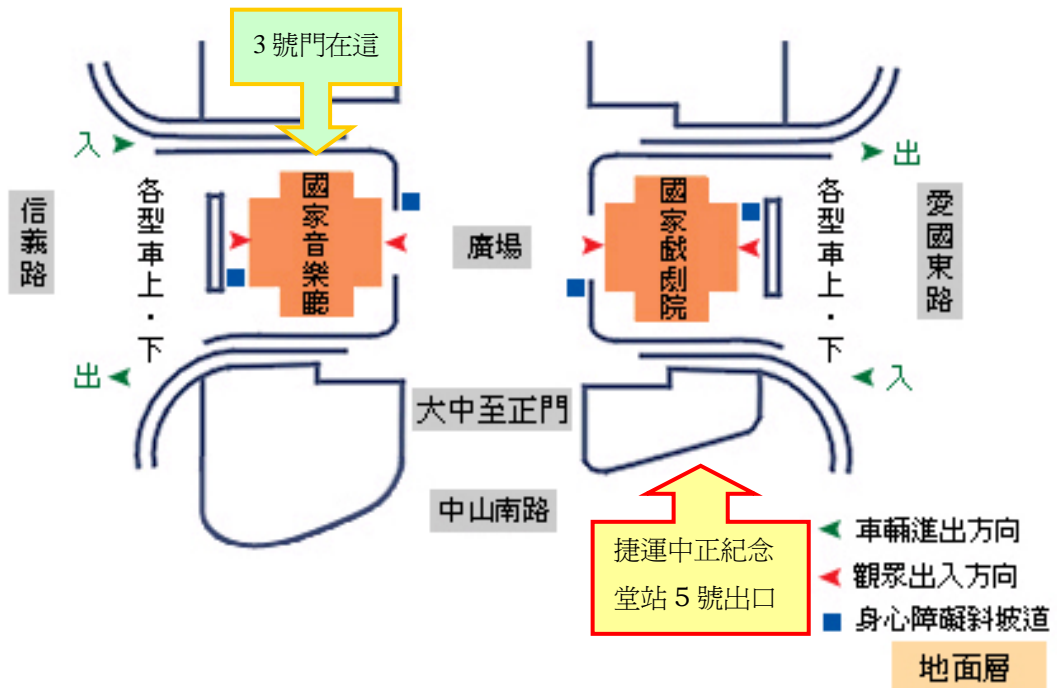 3 號門在這
入
出
信義路
各型車上・下
國家音樂廳
廣場
國家戲劇院
各型車上・下
愛國東路
出
入
大中至正門
中山南路
捷運中正紀念
堂站 5 號出口
車輛進出方向
觀眾出入方向
身心障礙斜坡道
地面層